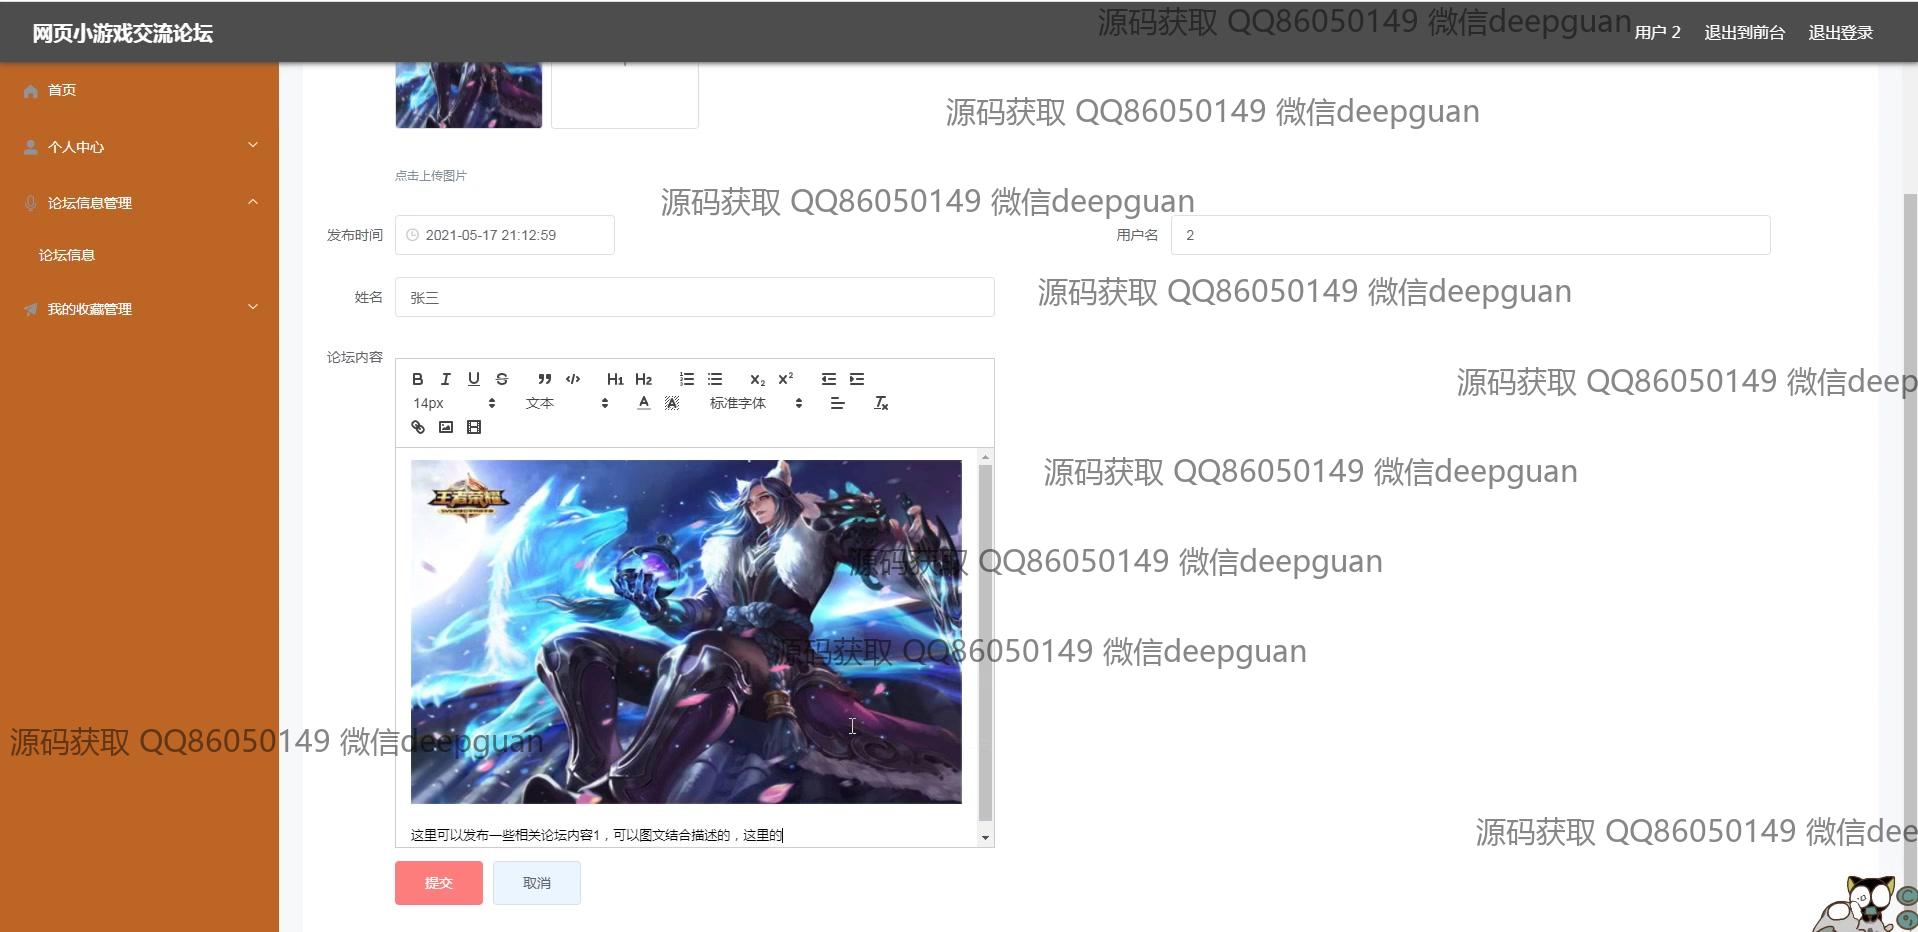 网页小游戏交流论坛
源码获取 QQ86050149 微信deepguan
用户 2
退出到前台
退出登录
首页
个人中心
论坛信息管理
论坛信息
我的收藏管理
源码获取 QQ86050149 微信deepguan
点击上传图片
源码获取 QQ86050149 微信deepguan
发布时间
2021-05-17 21:12:59
用户名
2
姓名
张三
源码获取 QQ86050149 微信deepguan
论坛内容
B I U S
H1 H2
x₂ x²
源码获取 QQ86050149 微信deep
14px
文本
A
A
标准字体
Tx
源码获取 QQ86050149 微信deepguan
王者荣耀
源码获取 QQ86050149 微信deepguan
源码获取 QQ86050149 微信deepguan
源码获取 QQ86050149 微信deepguan
这里可以发布一些相关论坛内容1，可以图文结合描述的，这里的
源码获取 QQ86050149 微信dee
提交
取消